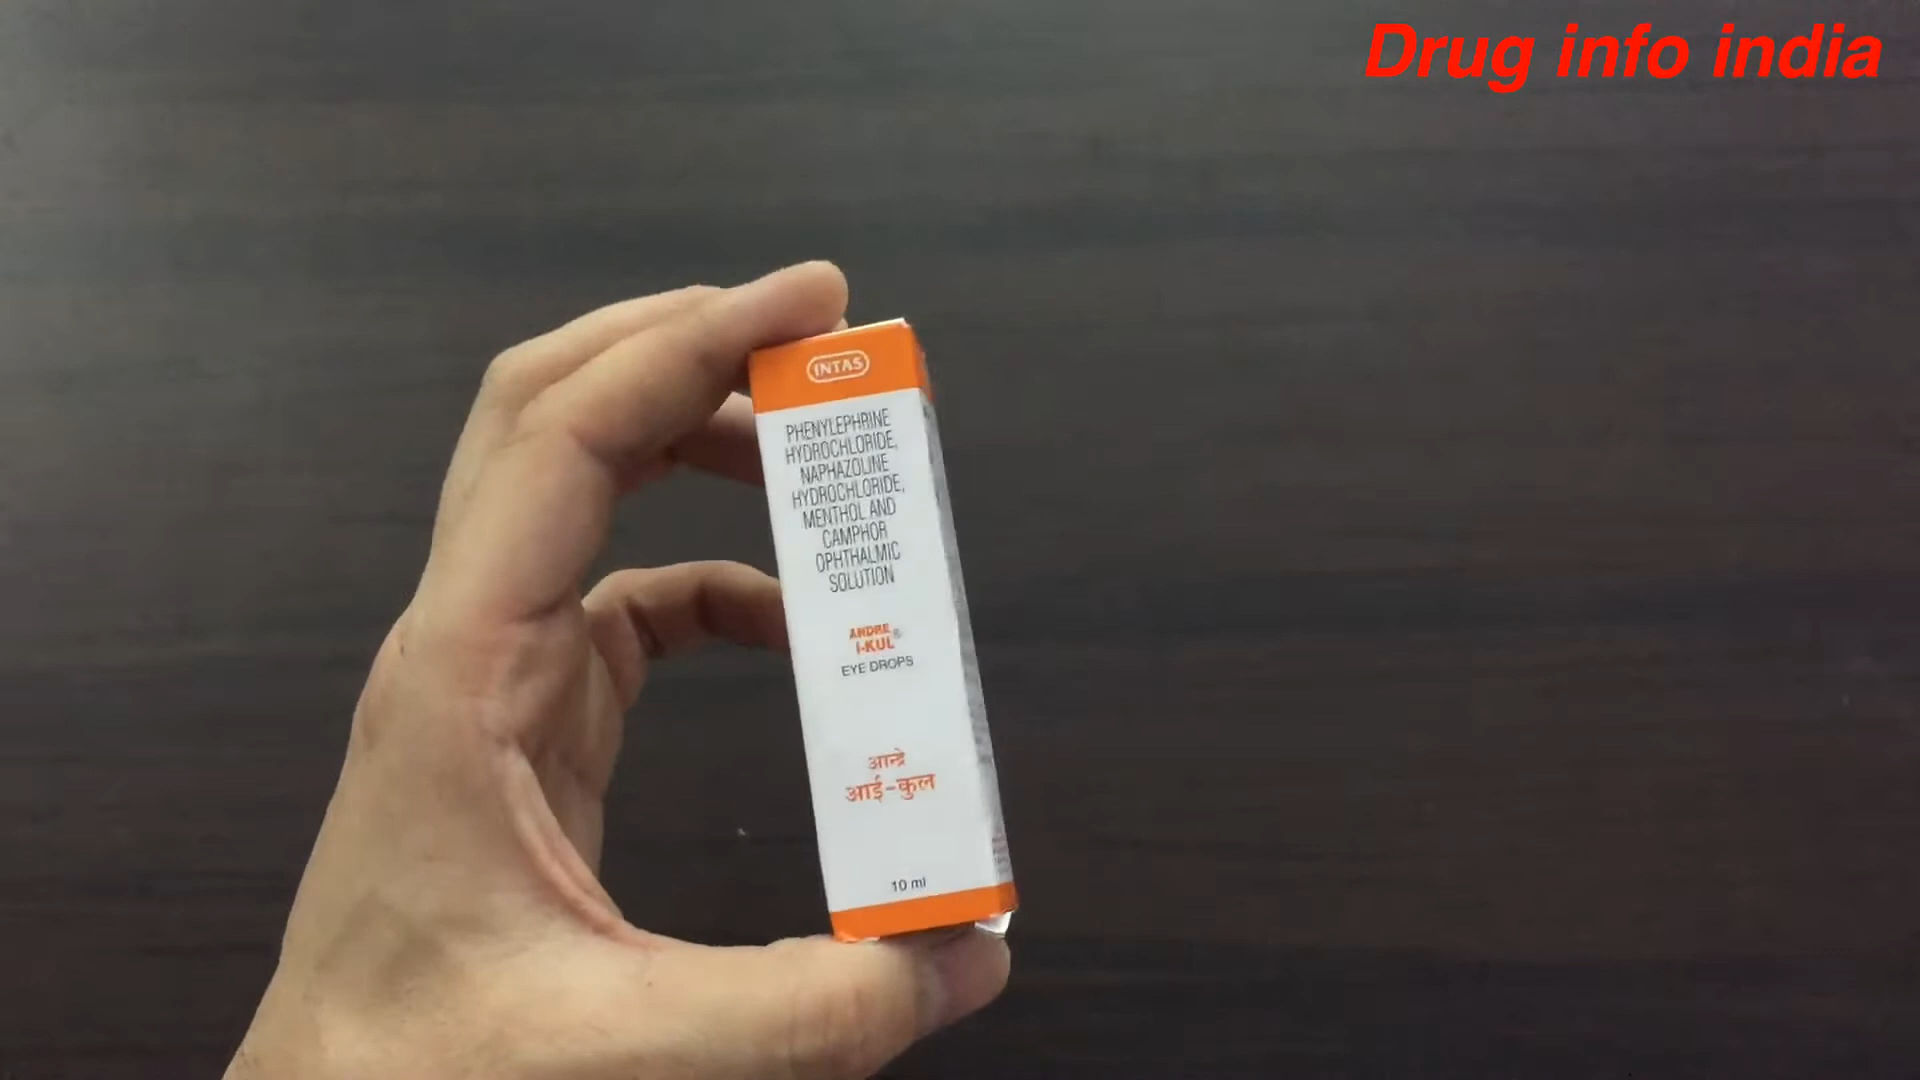 Drug info india
INTAS
PHENYLEPHRINE
HYDROCHLORIDE,
NAPHAZOLINE
HYDROCHLORIDE,
MENTHOL AND
CAMPHOR
OPHTHALMIC
SOLUTION
ANDRE
I-KUL®
EYE DROPS
आन्द्रे
आई-कुल
10 ml